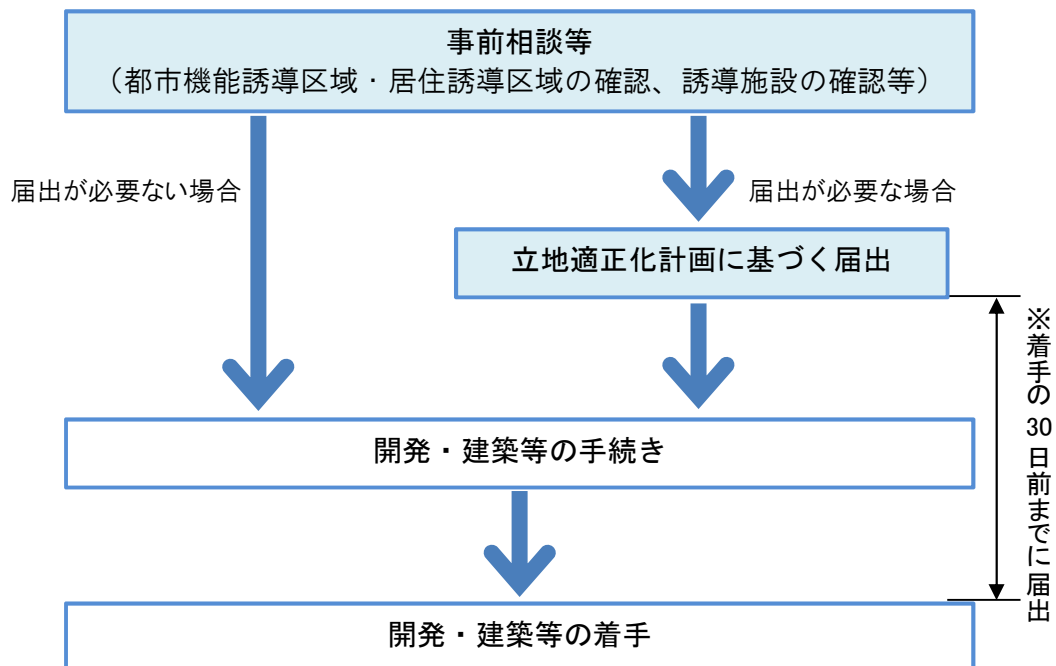 事前相談等
（都市機能誘導区域・居住誘導区域の確認、誘導施設の確認等）
届出が必要ない場合
届出が必要な場合
立地適正化計画に基づく届出
※着手の30日前までに届出
開発・建築等の手続き
開発・建築等の着手